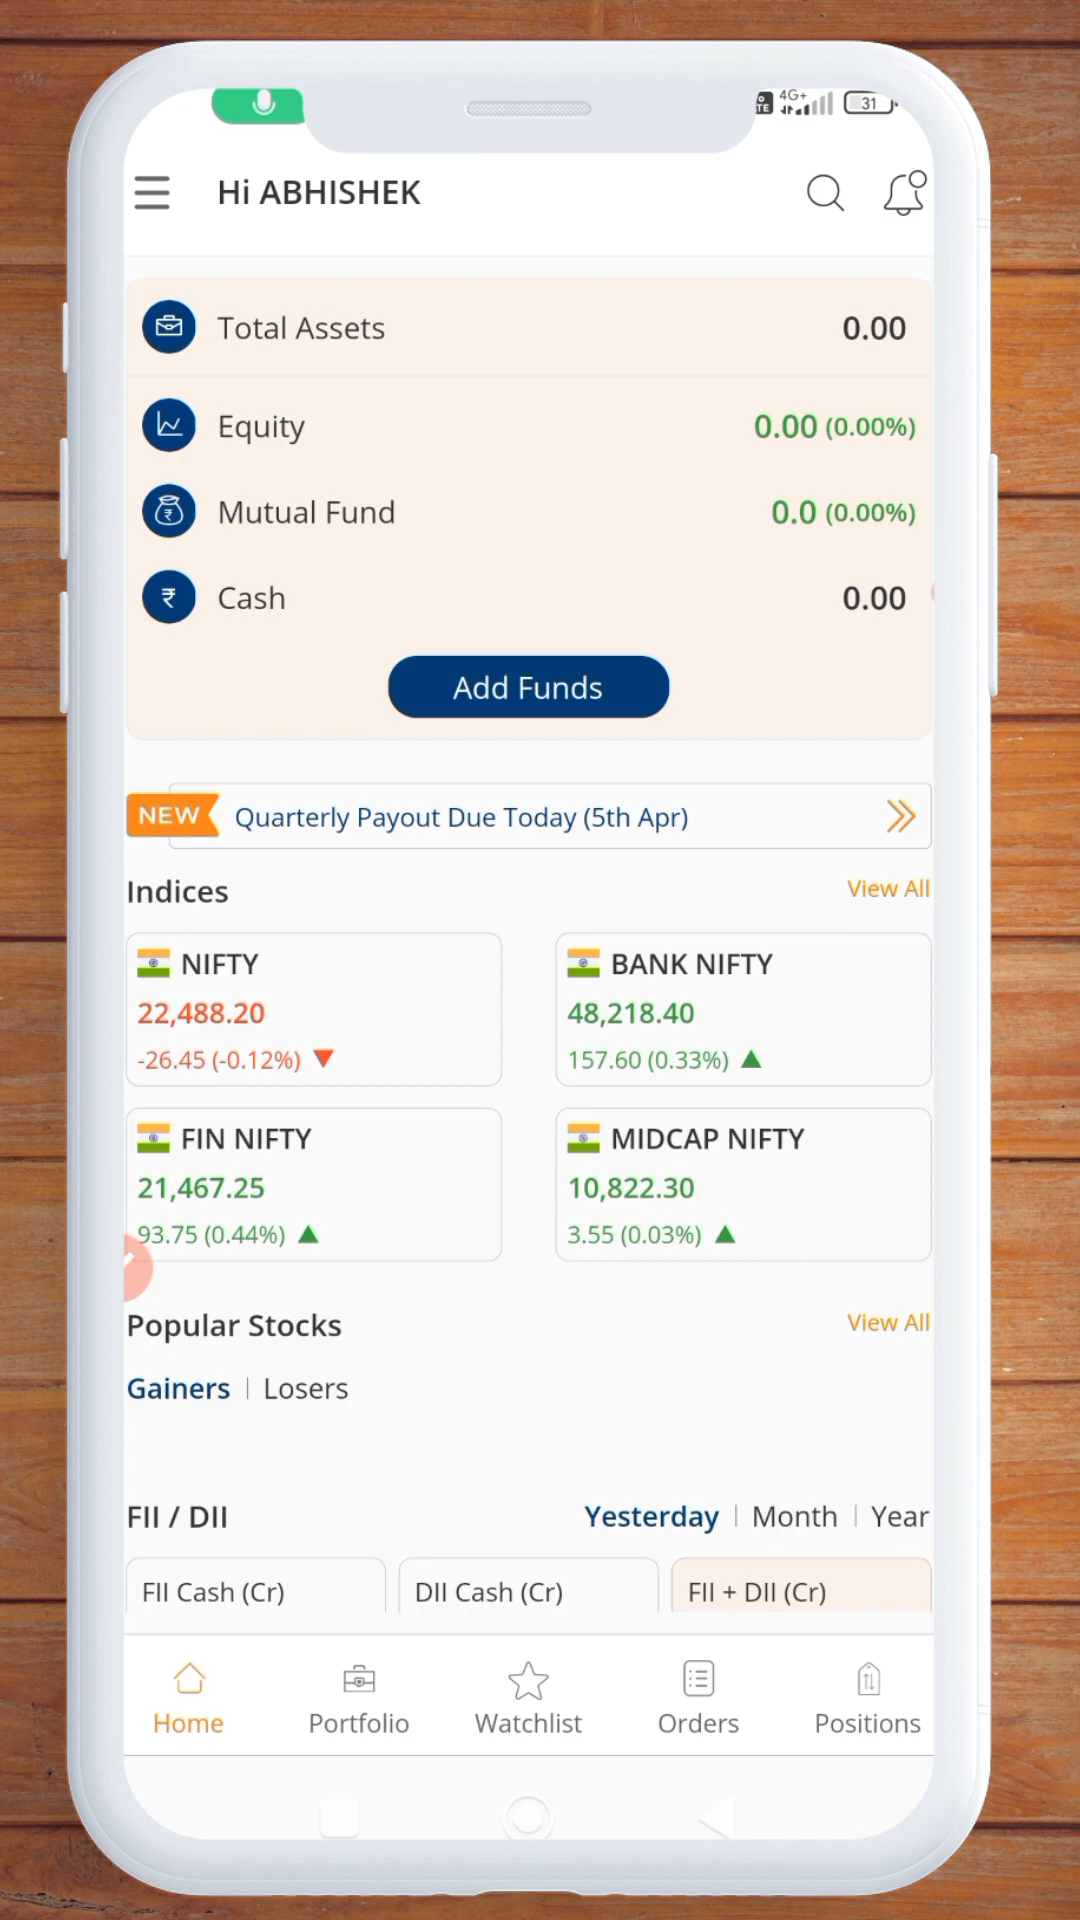 4G+
31
Hi ABHISHEK
Total Assets 0.00
Equity 0.00 (0.00%)
Mutual Fund 0.0 (0.00%)
₹
Cash 0.00
Add Funds
NEW Quarterly Payout Due Today (5th Apr)
Indices View All
NIFTY
22,488.20
-26.45 (-0.12%)
BANK NIFTY
48,218.40
157.60 (0.33%)
FIN NIFTY
21,467.25
93.75 (0.44%)
MIDCAP NIFTY
10,822.30
3.55 (0.03%)
Popular Stocks View All
Gainers | Losers
FII / DII Yesterday | Month | Year
FII Cash (Cr) DII Cash (Cr) FII + DII (Cr)
Home Portfolio Watchlist Orders Positions